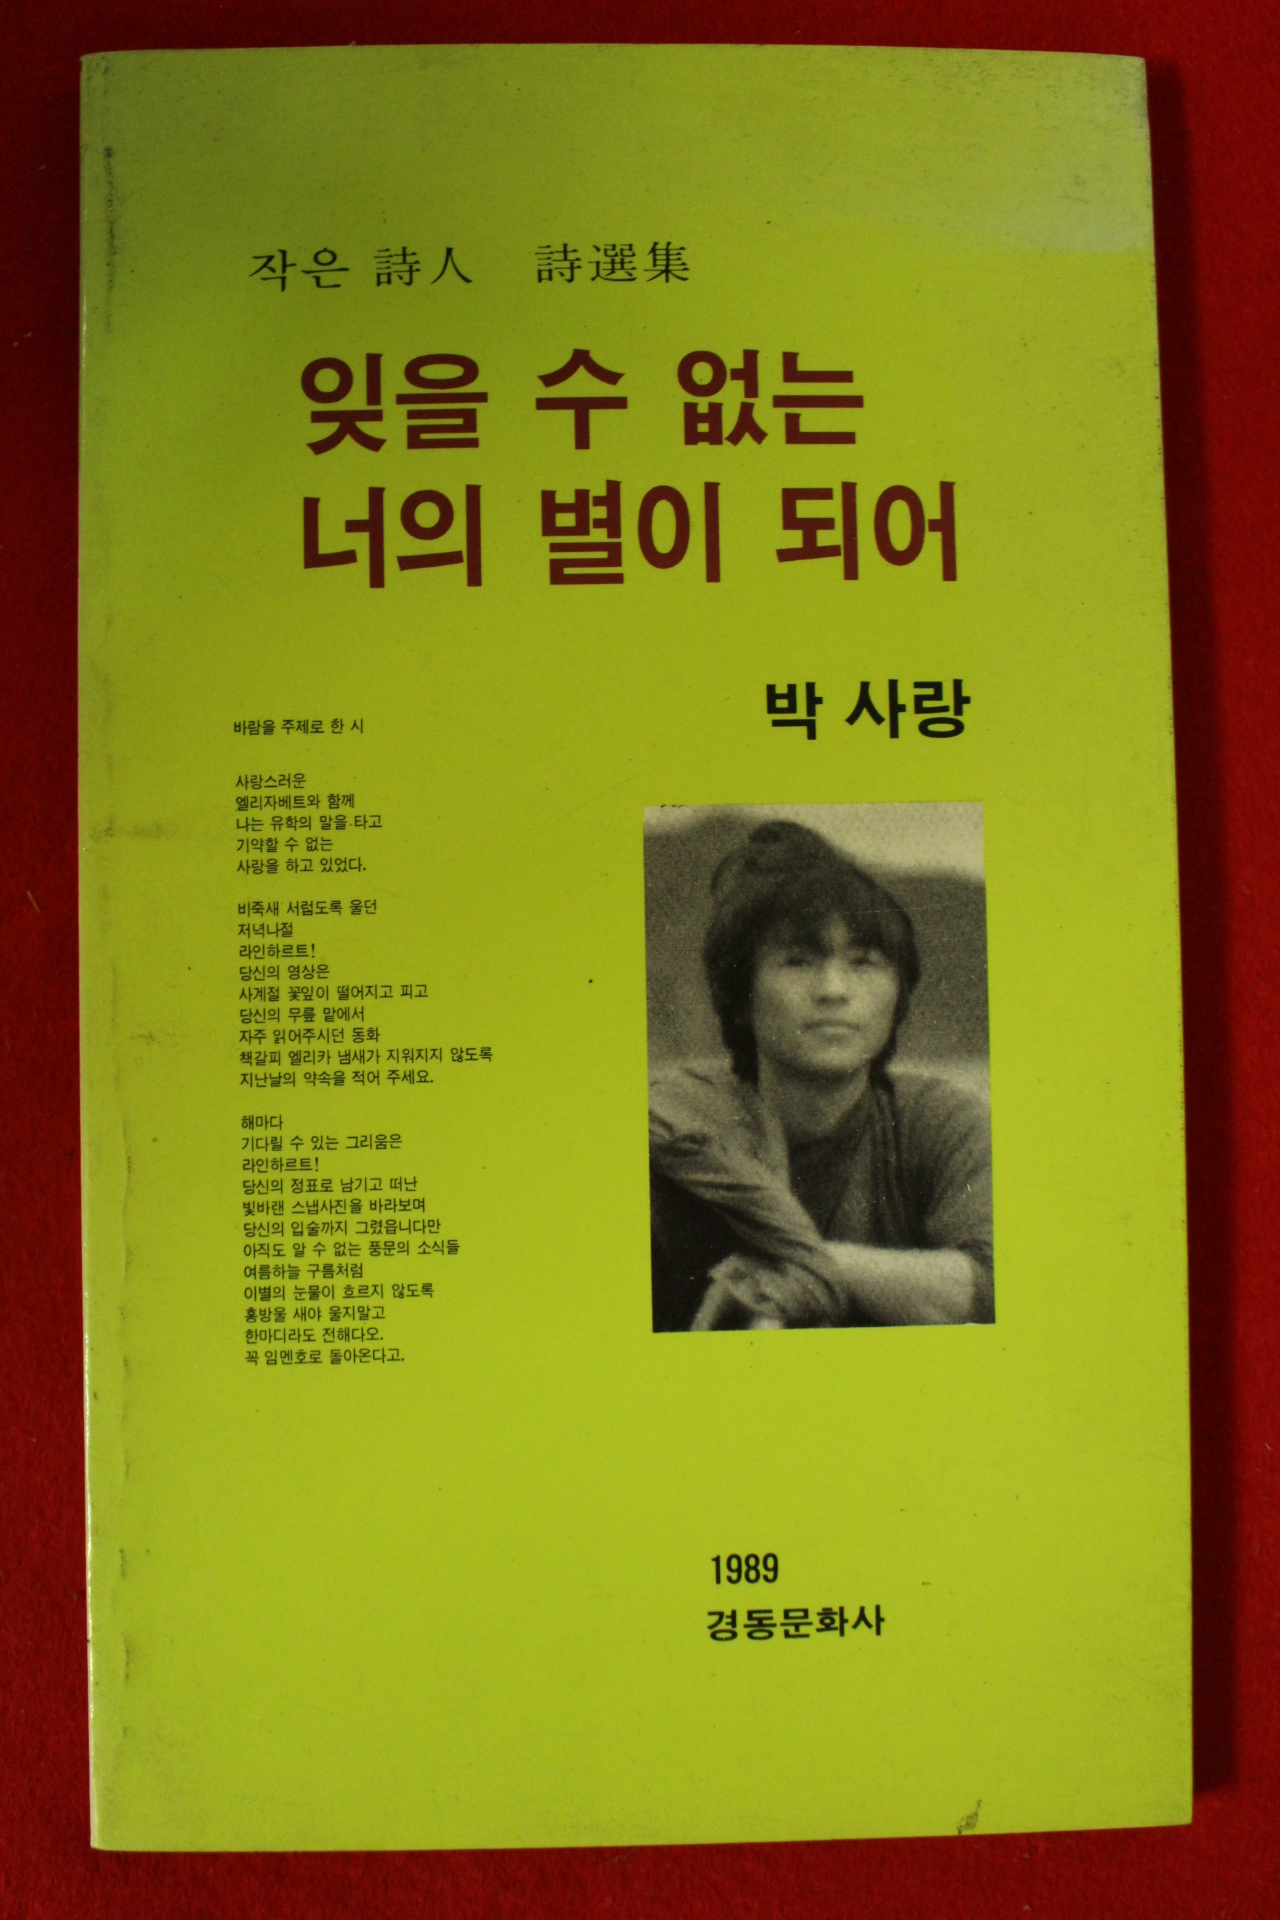 작은 詩人 詩選集
잊을 수 없는
너의 별이 되어
박 사랑
바람을 주제로 한 시
사랑스러운
엘리자베트와 함께
나는 유학의 말을 타고
기약할 수 없는
사랑을 하고 있었다.
비죽새 서럽도록 울던
저녁나절
라인하르트!
당신의 영상은
사계절 꽃잎이 떨어지고 피고
당신의 무릎 맡에서
자주 읽어주시던 동화
책갈피 엘리카 냄새가 지워지지 않도록
지난날의 약속을 적어 주세요.
해마다
기다릴 수 있는 그리움은
라인하르트!
당신의 정표로 남기고 떠난
빛바랜 스냅사진을 바라보며
당신의 입술까지 그렸읍니다만
아직도 알 수 없는 풍문의 소식들
여름하늘 구름처럼
이별의 눈물이 흐르지 않도록
홍방울 새야 울지말고
한마디라도 전해다오.
꼭 임멘호로 돌아온다고.
1989
경동문화사